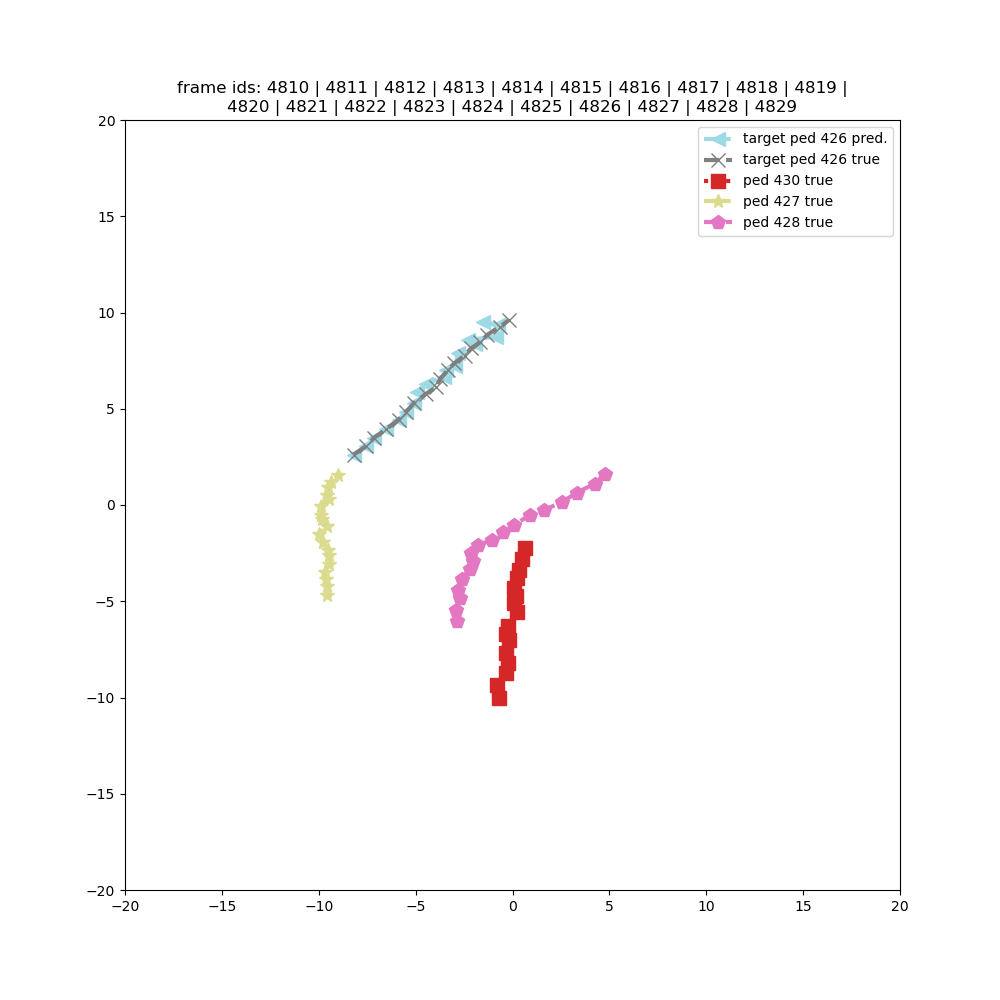 frame ids: 4810 | 4811 | 4812 | 4813 | 4814 | 4815 | 4816 | 4817 | 4818 | 4819 |
4820 | 4821 | 4822 | 4823 | 4824 | 4825 | 4826 | 4827 | 4828 | 4829
target ped 426 pred.
target ped 426 true
ped 430 true
ped 427 true
ped 428 true
20
15
10
5
0
−5
−10
−15
−20
−20 −15 −10 −5 0 5 10 15 20